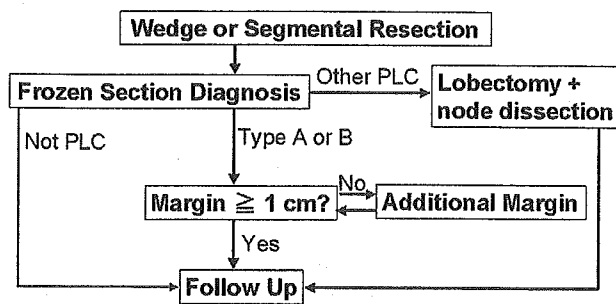 Wedge or Segmental Resection
Other PLC
Frozen Section Diagnosis
Lobectomy +
node dissection
Not PLC
Type A or B
No
Margin ≧ 1 cm?
Additional Margin
Yes
Follow Up